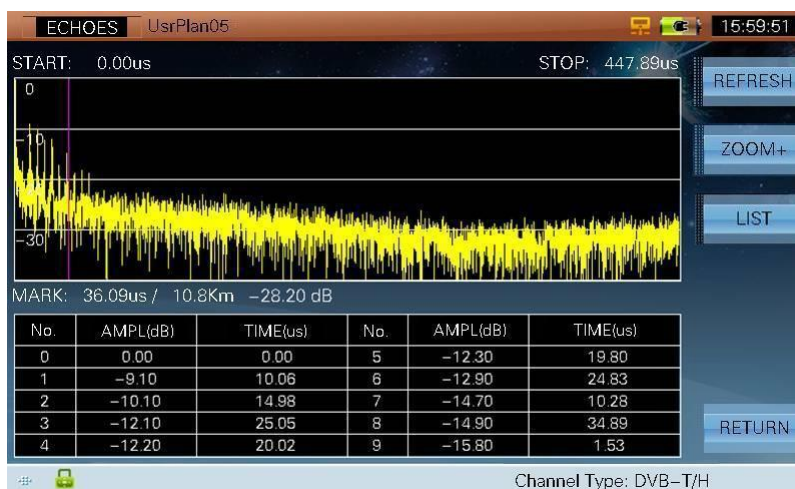 ECHOES UsrPlan05 15:59:51
START: 0.00us STOP: 447.89us
REFRESH
0
-10
ZOOM+
LIST
-30
MARK: 36.09us / 10.8Km -28.20 dB
No. AMPL(dB) TIME(us) No. AMPL(dB) TIME(us)
0 0.00 0.00 5 -12.30 19.80
1 -9.10 10.06 6 -12.90 24.83
2 -10.10 14.98 7 -14.70 10.28
3 -12.10 25.05 8 -14.90 34.89
4 -12.20 20.02 9 -15.80 1.53
RETURN
Channel Type: DVB-T/H